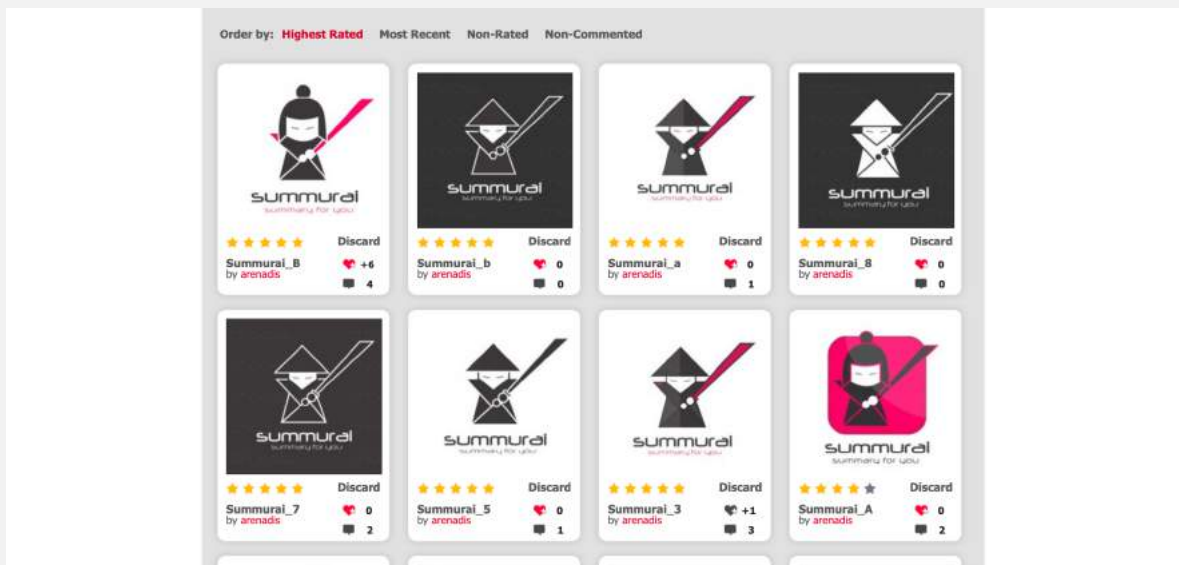 Order by: Highest Rated Most Recent Non-Rated Non-Commented
summurai
summary for you
Discard
Summurai_B +6
by arenadis
4
summurai
summary for you
Discard
Summurai_b 0
by arenadis
0
summurai
summary for you
Discard
Summurai_a 0
by arenadis
1
summurai
summary for you
Discard
Summurai_8 0
by arenadis
0
summurai
summary for you
Discard
Summurai_7 0
by arenadis
2
summurai
summary for you
Discard
Summurai_5 0
by arenadis
1
summurai
summary for you
Discard
Summurai_3 +1
by arenadis
3
summurai
summary for you
Discard
Summurai_A 0
by arenadis
2